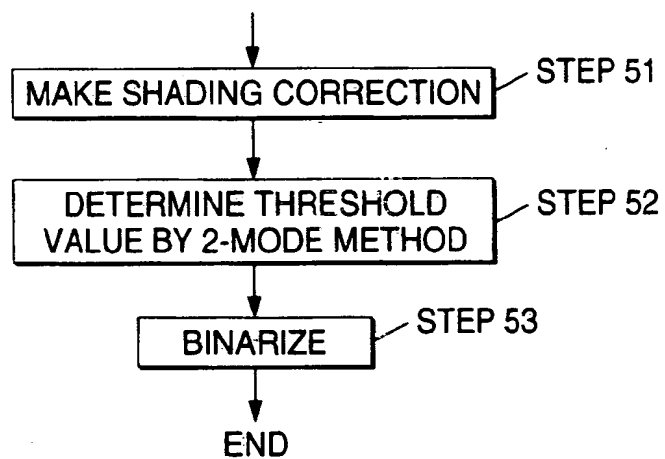 MAKE SHADING CORRECTION
STEP 51
DETERMINE THRESHOLD
VALUE BY 2-MODE METHOD
STEP 52
BINARIZE
STEP 53
END